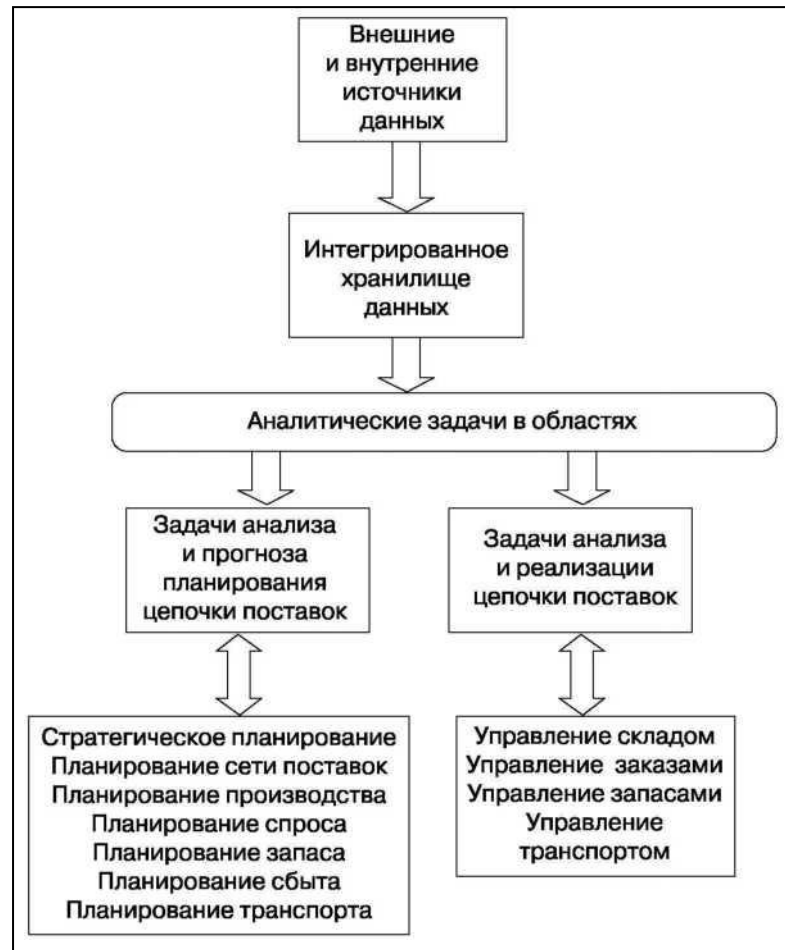 Внешние
и внутренние
источники
данных
Интегрированное
хранилище
данных
Аналитические задачи в областях
Задачи анализа
и прогноза
планирования
цепочки поставок
Задачи анализа
и реализации
цепочки поставок
Стратегическое планирование
Планирование сети поставок
Планирование производства
Планирование спроса
Планирование запаса
Планирование сбыта
Планирование транспорта
Управление складом
Управление заказами
Управление запасами
Управление
транспортом